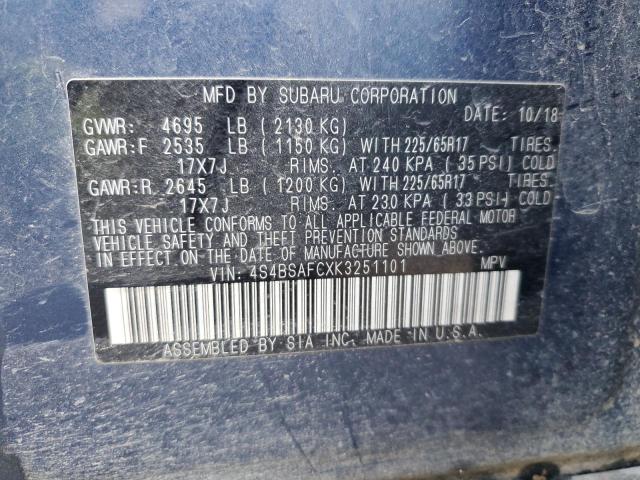 MFD BY SUBARU CORPORATION
DATE: 10/18
GVWR: 4695 LB (2130 KG)
GAWR:F 2535 LB (1150 KG) WITH 225/65R17 TIRES.
17X7J RIMS. AT 240 KPA (35 PSI) COLD
GAWR:R. 2645 LB (1200 KG) WITH 225/65R17 TIRES.
17X7J RIMS. AT 230 KPA (33 PSI) COLD
THIS VEHICLE CONFORMS TO ALL APPLICABLE FEDERAL MOTOR
VEHICLE SAFETY AND THEFT PREVENTION STANDARDS
IN EFFECT ON THE DATE OF MANUFACTURE SHOWN ABOVE.
VIN: 4S4BSAFCXK3251101 MPV
ASSEMBLED BY SIA INC. MADE IN U.S.A.